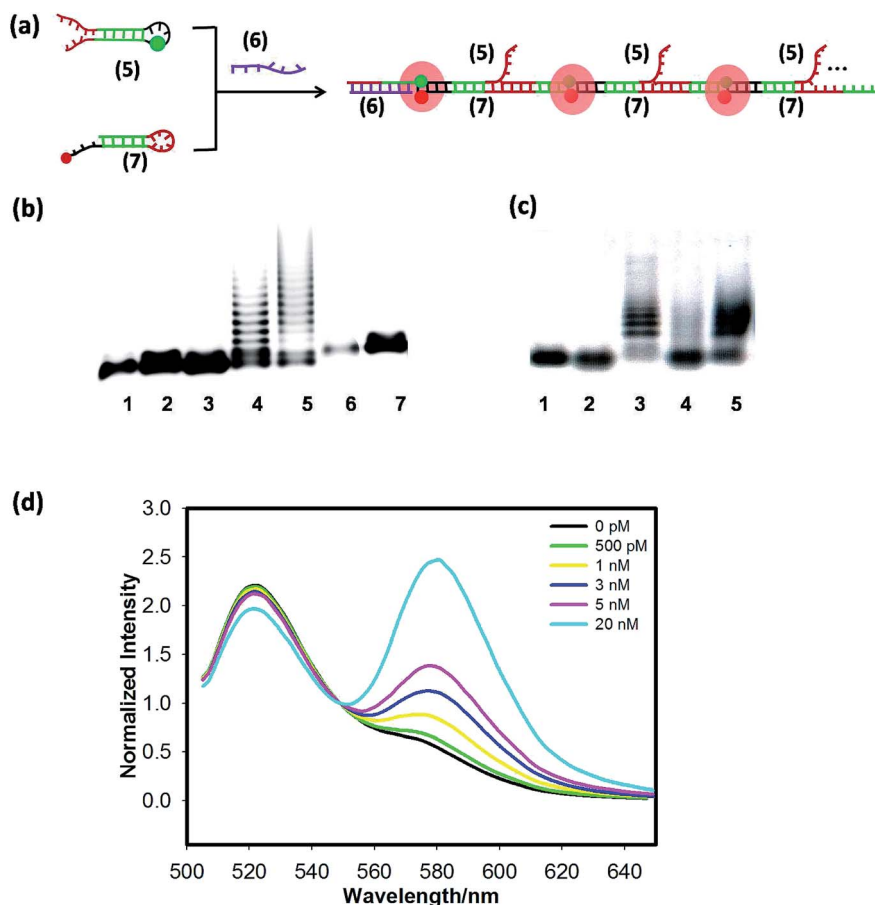 (a)
(6)
(5)
(7)
(5) (5) (5)
...
(6) (7) (7) (7)
(b)
1 2 3 4 5 6 7
(c)
1 2 3 4 5
(d)
Normalized Intensity
3.0
2.5
2.0
1.5
1.0
0.5
0.0
0 pM
500 pM
1 nM
3 nM
5 nM
20 nM
500 520 540 560 580 600 620 640
Wavelength/nm